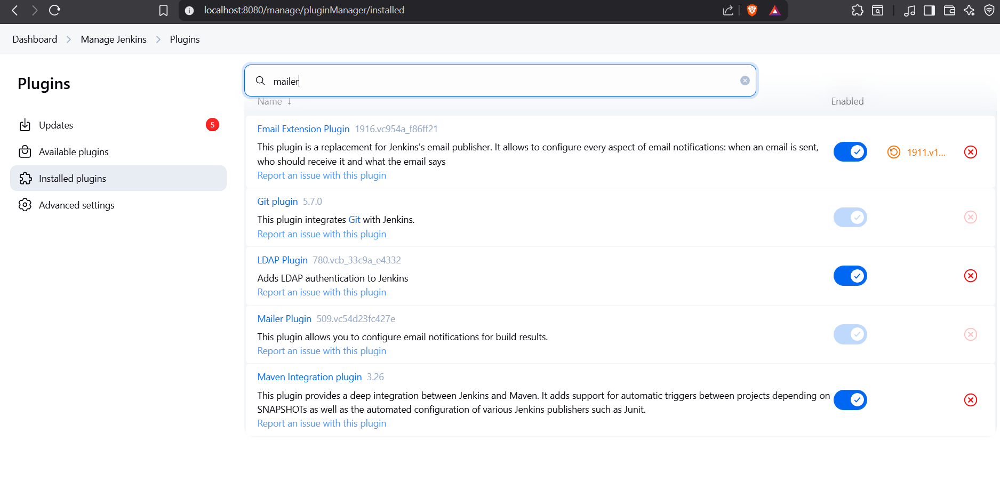 localhost:8080/manage/pluginManager/installed
Dashboard > Manage Jenkins > Plugins
Plugins
Updates 5
Available plugins
Installed plugins
Advanced settings
mailer
Name ↓ Enabled
Email Extension Plugin 1916.vc954a_f86ff21
This plugin is a replacement for Jenkins's email publisher. It allows to configure every aspect of email notifications: when an email is sent,
who should receive it and what the email says
Report an issue with this plugin
1911.v1...
Git plugin 5.7.0
This plugin integrates Git with Jenkins.
Report an issue with this plugin
LDAP Plugin 780.vcb_33c9a_e4332
Adds LDAP authentication to Jenkins
Report an issue with this plugin
Mailer Plugin 509.vc54d23fc427e
This plugin allows you to configure email notifications for build results.
Report an issue with this plugin
Maven Integration plugin 3.26
This plugin provides a deep integration between Jenkins and Maven. It adds support for automatic triggers between projects depending on
SNAPSHOTs as well as the automated configuration of various Jenkins publishers such as Junit.
Report an issue with this plugin